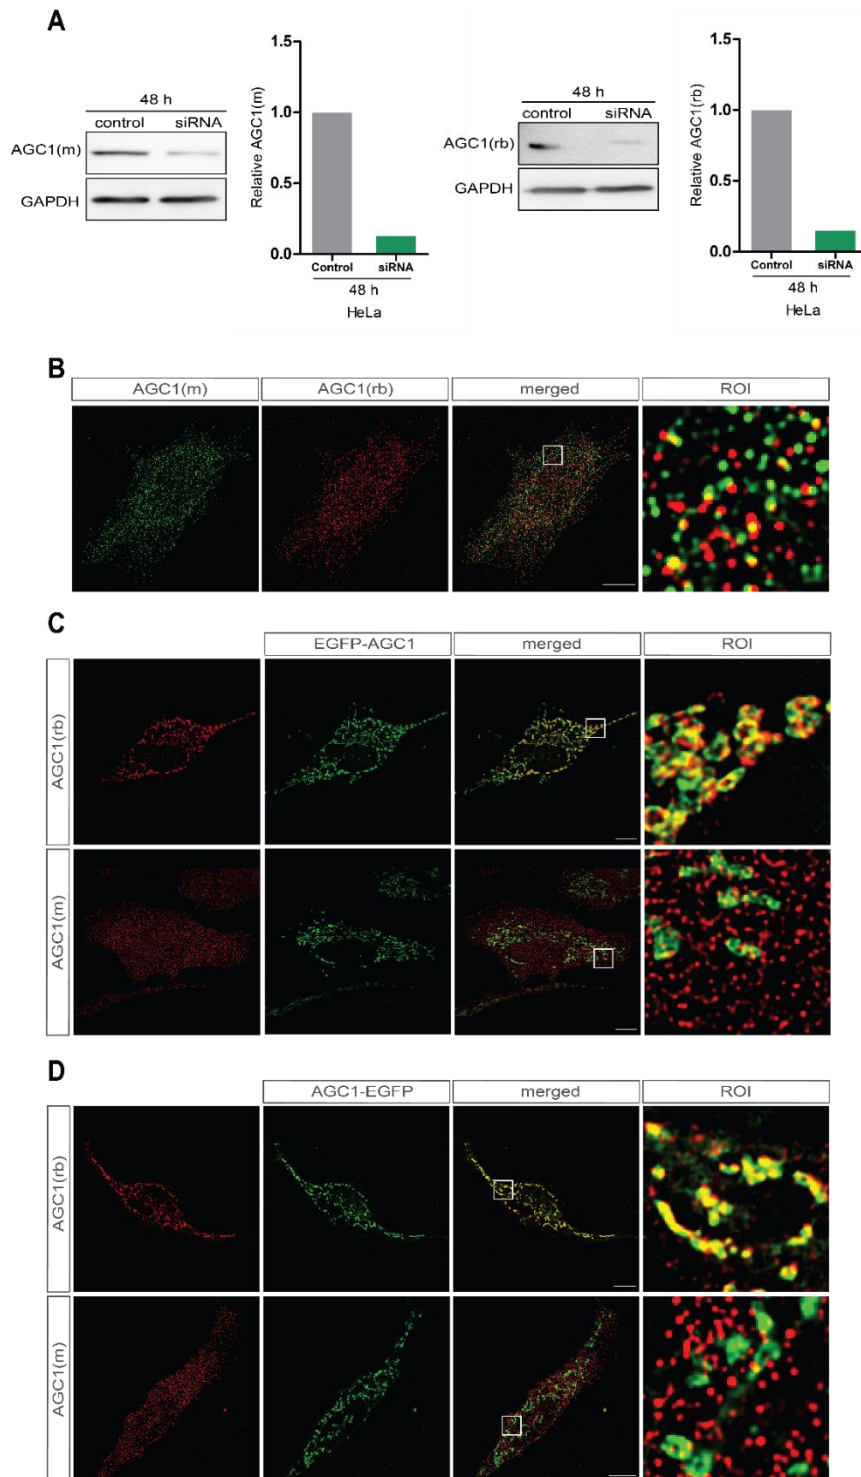 A
48 h
control siRNA
AGC1(m)
GAPDH
Relative AGC1(m)
1.5
1.0
0.5
0.0
Control siRNA
48 h
HeLa
48 h
control siRNA
AGC1(rb)
GAPDH
Relative AGC1(rb)
1.5
1.0
0.5
0.0
Control siRNA
48 h
HeLa
B
AGC1(m) AGC1(rb) merged ROI
C
EGFP-AGC1 merged ROI
AGC1(rb)
AGC1(m)
D
AGC1-EGFP merged ROI
AGC1(rb)
AGC1(m)